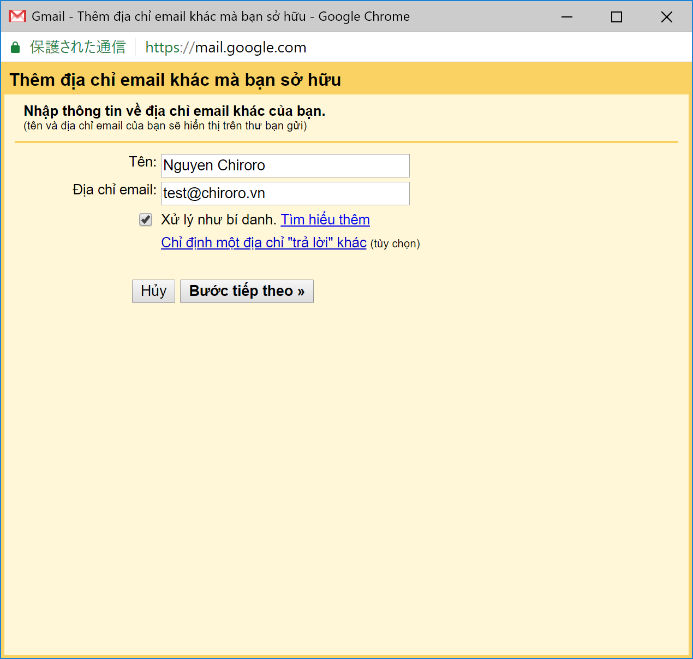 Gmail - Thêm địa chỉ email khác mà bạn sở hữu - Google Chrome
保護された通信 https://mail.google.com
Thêm địa chỉ email khác mà bạn sở hữu
Nhập thông tin về địa chỉ email khác của bạn.
(tên và địa chỉ email của bạn sẽ hiển thị trên thư bạn gửi)
Tên: Nguyen Chiroro
Địa chỉ email: test@chiroro.vn
Xử lý như bí danh. Tìm hiểu thêm
Chỉ định một địa chỉ "trả lời" khác (tùy chọn)
Hủy Bước tiếp theo »